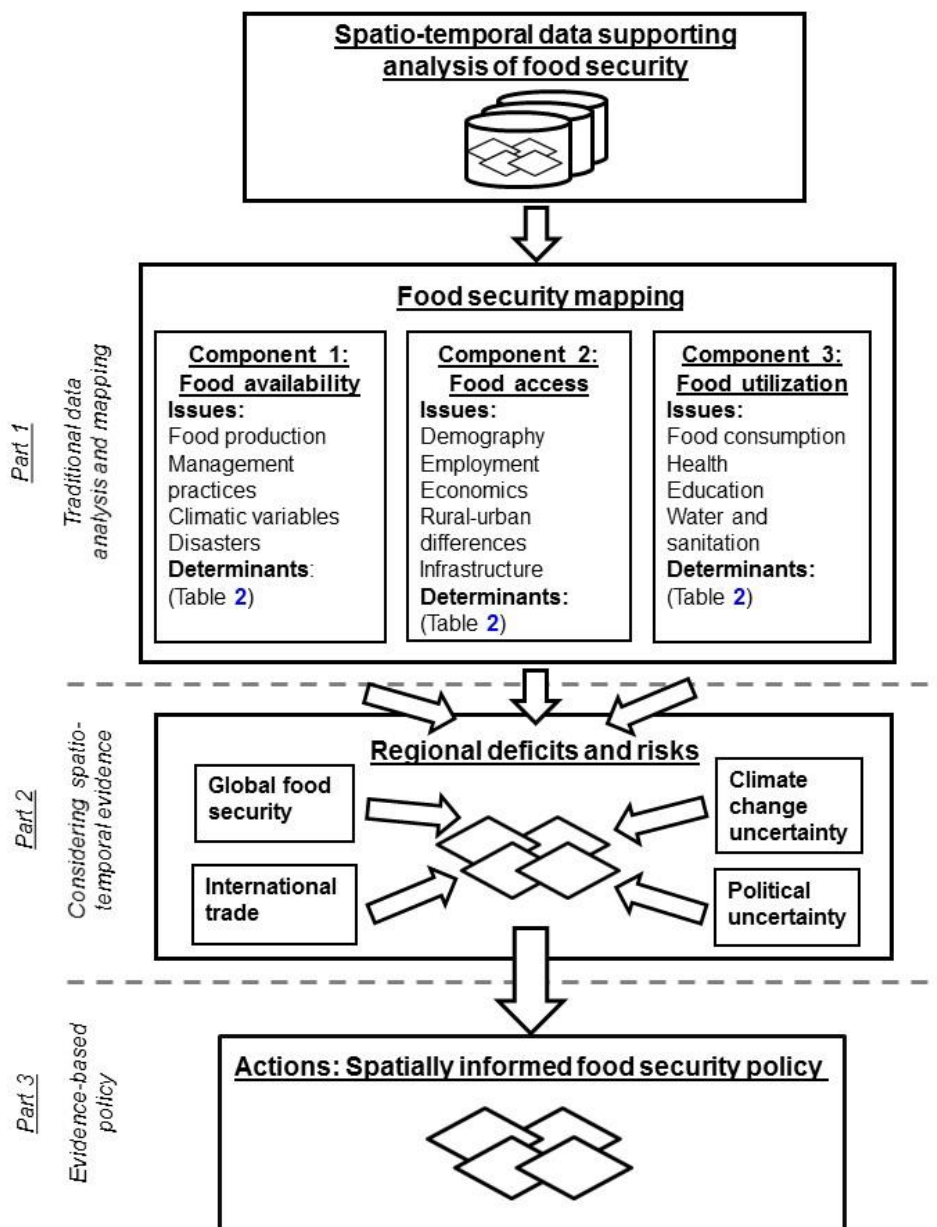 Spatio-temporal data supporting
analysis of food security
Part 1
Traditional data
analysis and mapping
Food security mapping
Component 1:
Food availability
Issues:
Food production
Management
practices
Climatic variables
Disasters
Determinants:
(Table 2)
Component 2:
Food access
Issues:
Demography
Employment
Economics
Rural-urban
differences
Infrastructure
Determinants:
(Table 2)
Component 3:
Food utilization
Issues:
Food consumption
Health
Education
Water and
sanitation
Determinants:
(Table 2)
Part 2
Considering spatio-
temporal evidence
Regional deficits and risks
Global food
security
International
trade
Climate
change
uncertainty
Political
uncertainty
Part 3
Evidence-based
policy
Actions: Spatially informed food security policy